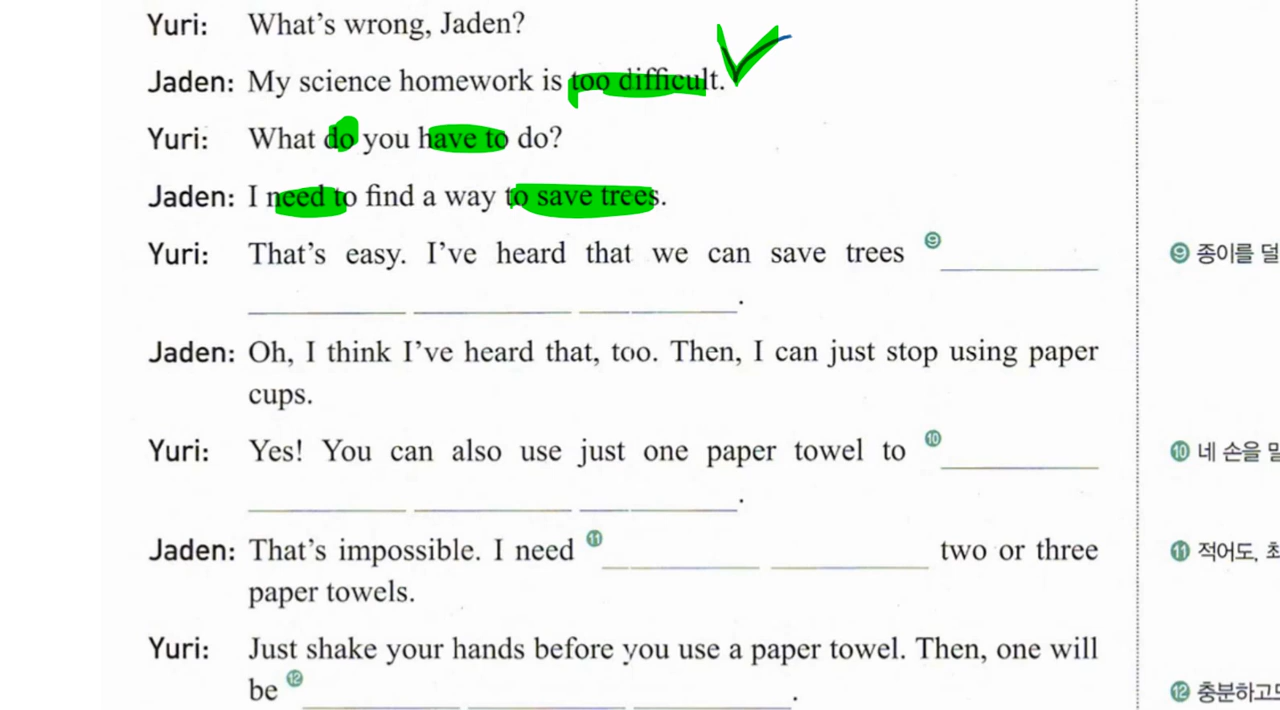 Yuri: What's wrong, Jaden?
Jaden: My science homework is too difficult.
Yuri: What do you have to do?
Jaden: I need to find a way to save trees.
Yuri: That's easy. I've heard that we can save trees ⑨ ⑨ 종이를 덜
.
Jaden: Oh, I think I've heard that, too. Then, I can just stop using paper
cups.
Yuri: Yes! You can also use just one paper towel to ⑩ ⑩ 네 손을 말
.
Jaden: That's impossible. I need ⑪ two or three ⑪ 적어도, 최
paper towels.
Yuri: Just shake your hands before you use a paper towel. Then, one will
be ⑫ . ⑫ 충분하고도